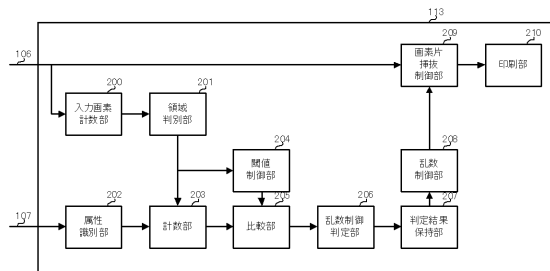 113
106
209
画素片
挿抜
制御部
210
印刷部
200
入力画素
計数部
201
領域
判別部
204
閾値
制御部
208
乱数
制御部
107
202
属性
識別部
203
計数部
205
比較部
206
乱数制御
判定部
207
判定結果
保持部